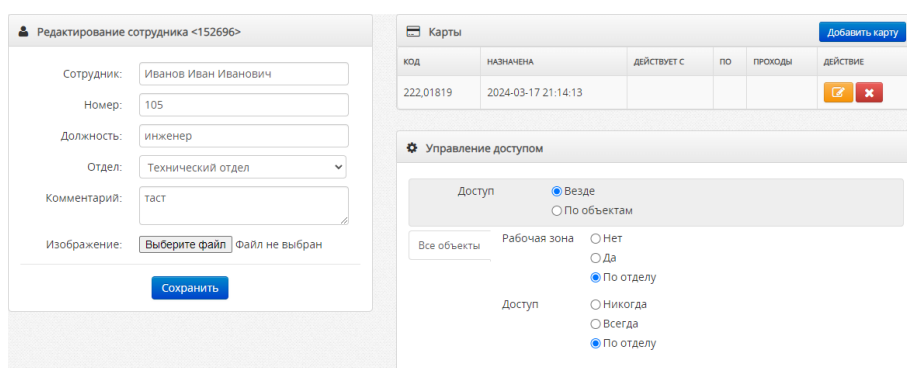 Редактирование сотрудника <152696>
Сотрудник: Иванов Иван Иванович
Номер: 105
Должность: инженер
Отдел: Технический отдел
Комментарий: таст
Изображение: Выберите файл Файл не выбран
Сохранить
Карты Добавить карту
КОД НАЗНАЧЕНА ДЕЙСТВУЕТ С ПО ПРОХОДЫ ДЕЙСТВИЕ
222,01819 2024-03-17 21:14:13
Управление доступом
Доступ Везде
По объектам
Все объекты
Рабочая зона Нет
Да
По отделу
Доступ Никогда
Всегда
По отделу